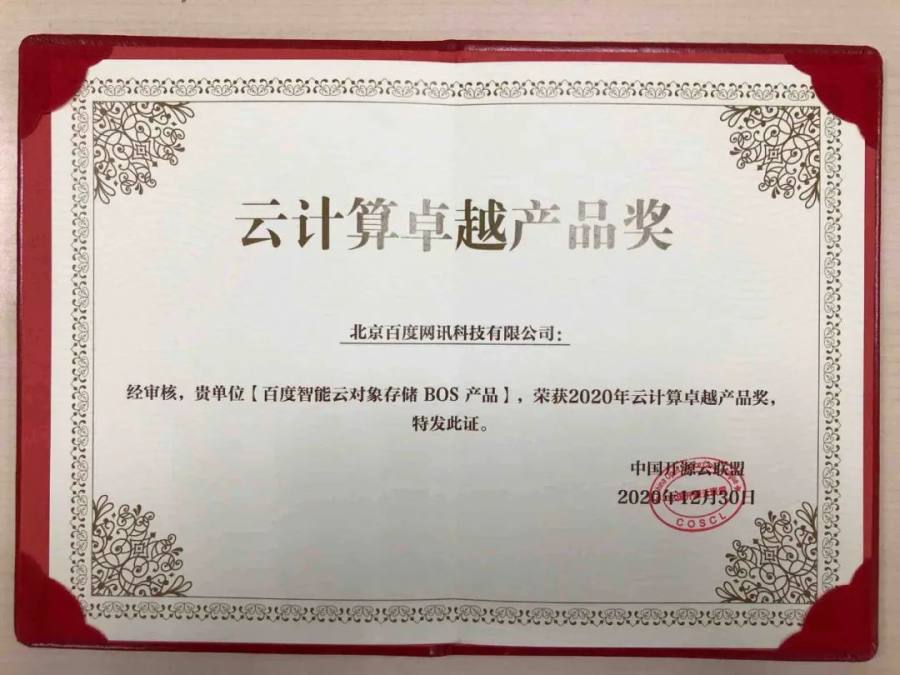 云计算卓越产品奖
北京百度网讯科技有限公司：
经审核，贵单位【百度智能云对象存储 BOS 产品】，荣获2020年云计算卓越产品奖，
特发此证。
中国开源云联盟
2020年12月30日
COSCL